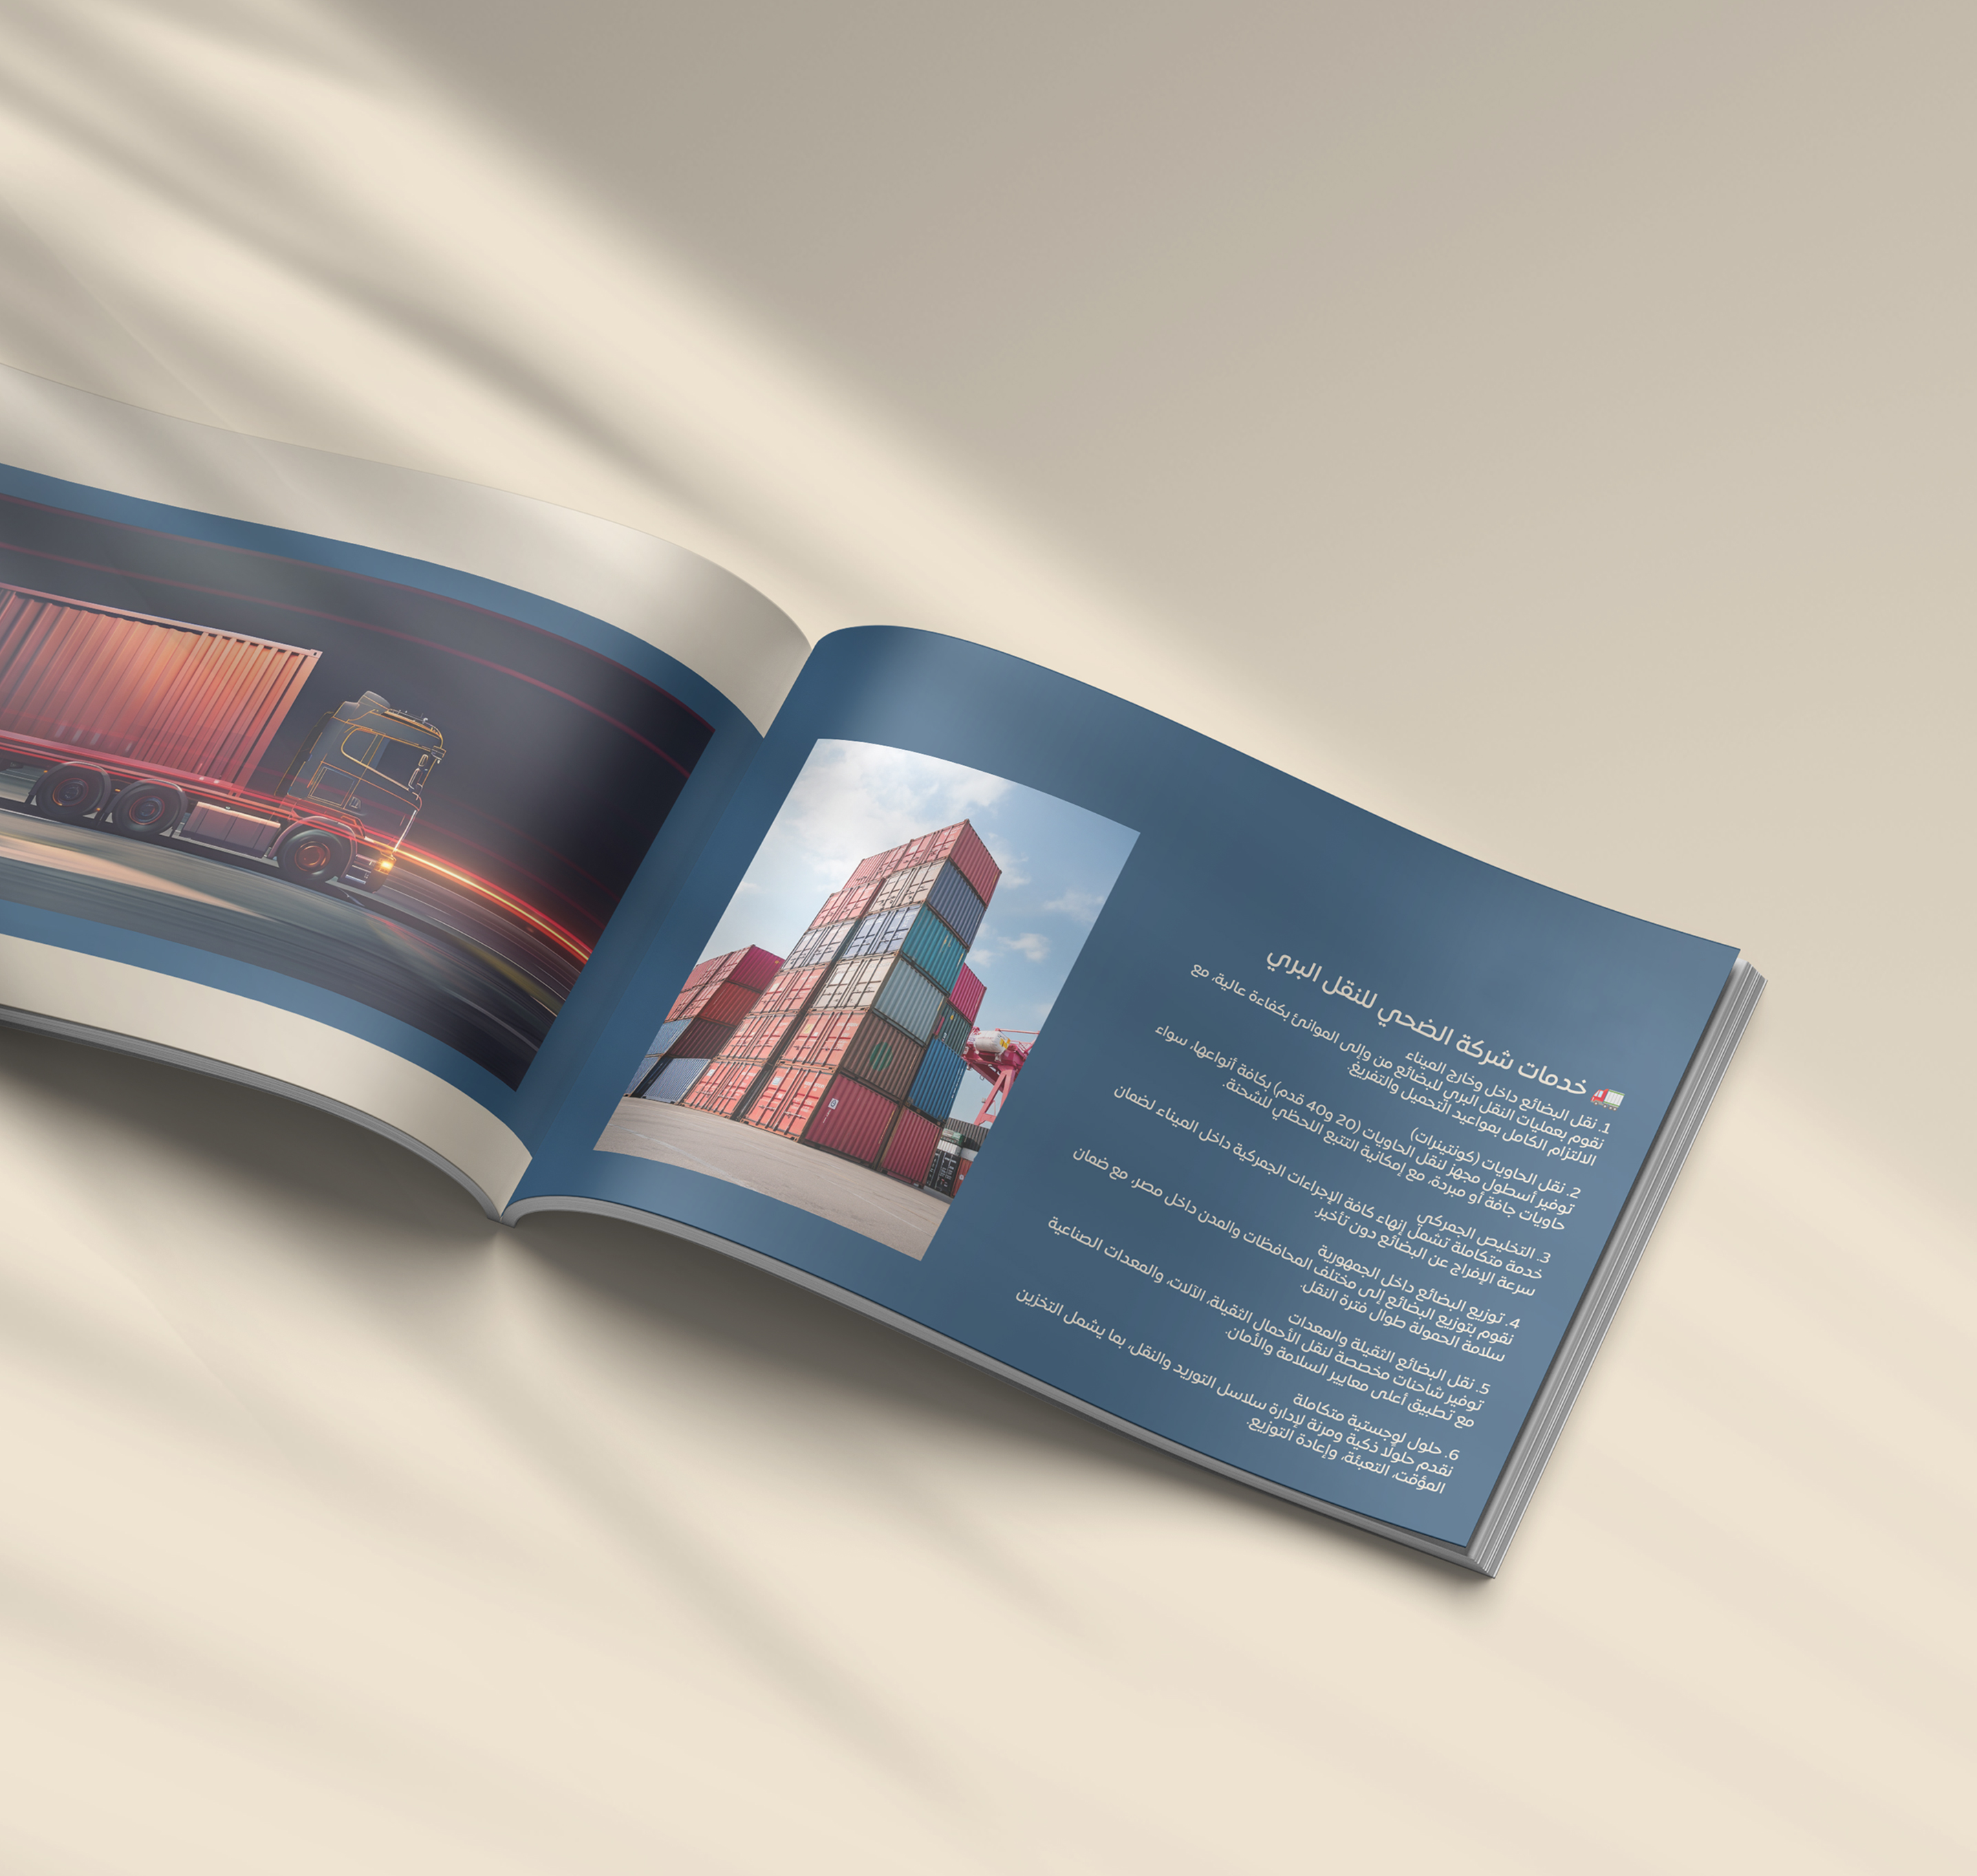 🚛 خدمات شركة الضحي للنقل البري
1. نقل البضائع داخل وخارج الميناء
نقوم بعمليات النقل البري للبضائع من وإلى الموانئ بكفاءة عالية، مع
الالتزام الكامل بمواعيد التحميل والتفريغ.
2. نقل الحاويات (كونتينرات)
توفير أسطول مجهز لنقل الحاويات (20 و40 قدم) بكافة أنواعها، سواء
حاويات جافة أو مبردة، مع إمكانية التتبع اللحظي للشحنة.
3. التخليص الجمركي
خدمة متكاملة تشمل إنهاء كافة الإجراءات الجمركية داخل الميناء لضمان
سرعة الإفراج عن البضائع دون تأخير.
4. توزيع البضائع داخل الجمهورية
نقوم بتوزيع البضائع إلى مختلف المحافظات والمدن داخل مصر، مع ضمان
سلامة الحمولة طوال فترة النقل.
5. نقل البضائع الثقيلة والمعدات
توفير شاحنات مخصصة لنقل الأحمال الثقيلة، الآلات، والمعدات الصناعية
مع تطبيق أعلى معايير السلامة والأمان.
6. حلول لوجستية متكاملة
نقدم حلولًا ذكية ومرنة لإدارة سلاسل التوريد والنقل، بما يشمل التخزين
المؤقت، التعبئة، وإعادة التوزيع.